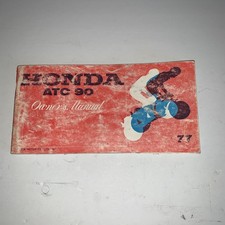 HONDA
ATC 90
Owner's Manual
77